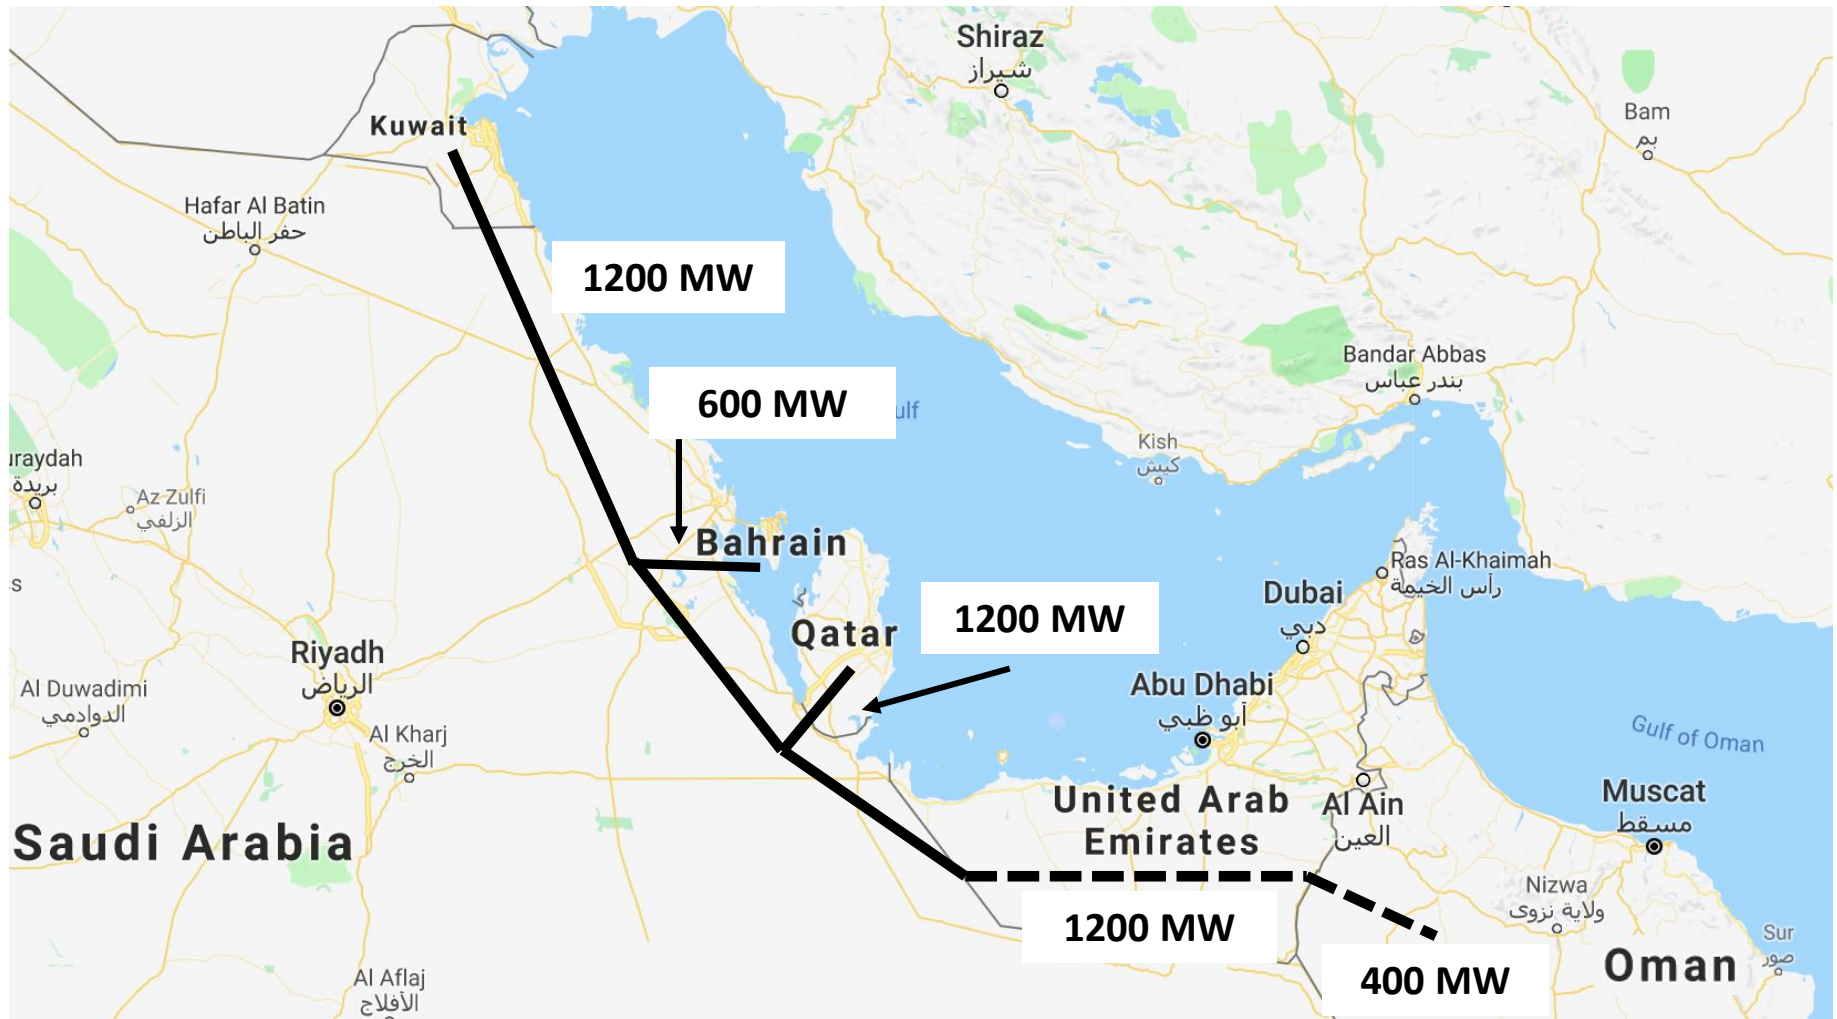 Shiraz
شیراز
Bam
بم
Kuwait
Hafar Al Batin
حفر الباطن
1200 MW
Bandar Abbas
بندر عباس
600 MW
ulf
Kish
کیش
uraydah
بريدة
Az Zulfi
الزلفي
Bahrain
Ras Al-Khaimah
رأس الخيمة
s
Dubai
دبي
1200 MW
Qatar
Riyadh
الرياض
Al Duwadimi
الدوادمي
Abu Dhabi
أبو ظبي
Gulf of Oman
Al Kharj
الخرج
United Arab
Emirates
Al Ain
العين
Muscat
مسقط
Saudi Arabia
Nizwa
ولاية نزوى
1200 MW
Sur
صور
Oman
400 MW
Al Aflaj
الأفلاج